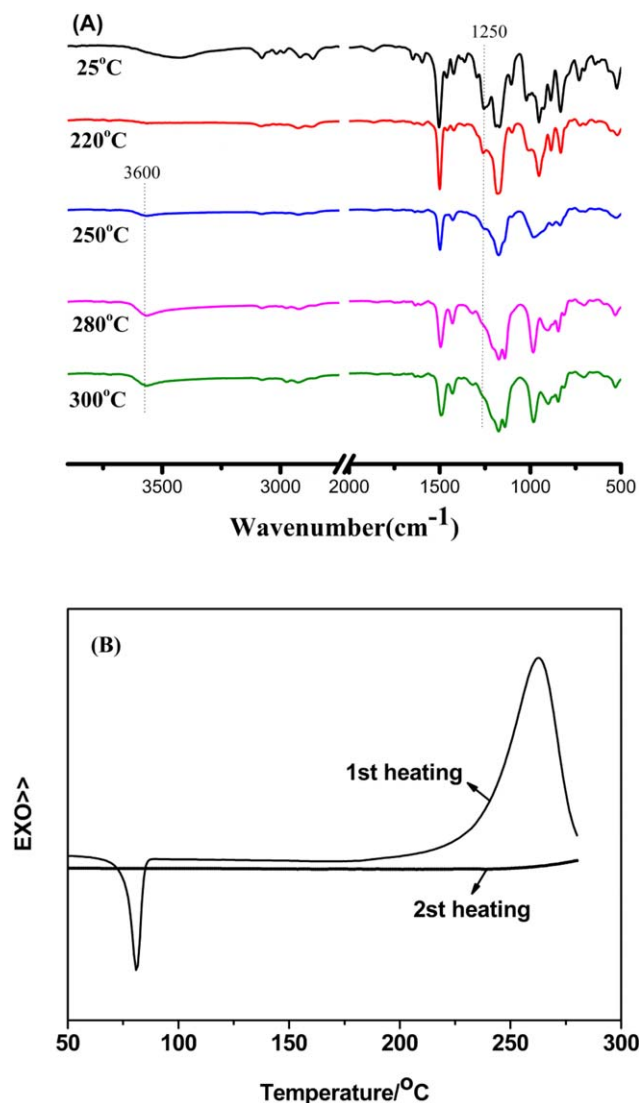 (A)
1250
25°C
220°C
3600
250°C
280°C
300°C
3500 3000 2000 1500 1000 500
Wavenumber(cm⁻¹)
(B)
1st heating
EXO>>
2st heating
50 100 150 200 250 300
Temperature/°C